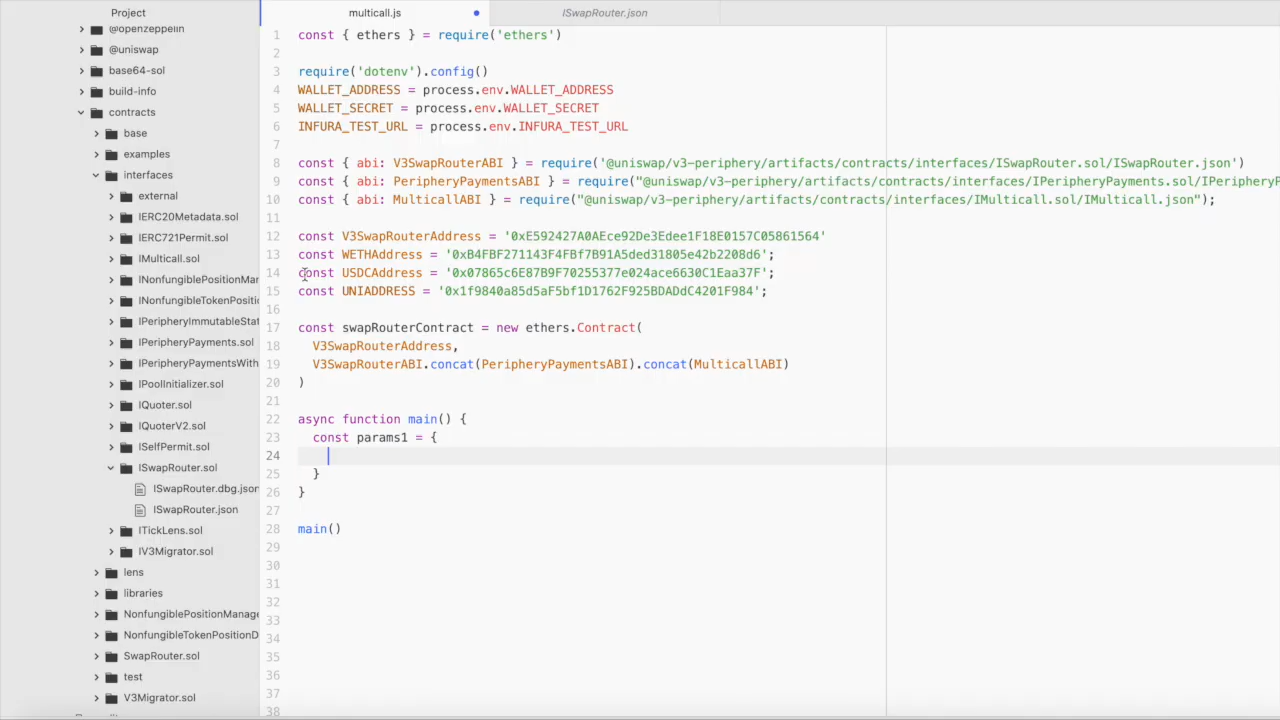 Project
@openzeppelin
@uniswap
base64-sol
build-info
contracts
base
examples
interfaces
external
IERC20Metadata.sol
IERC721Permit.sol
IMulticall.sol
INonfungiblePositionMar
INonfungibleTokenPositio
IPeripheryImmutableStat
IPeripheryPayments.sol
IPeripheryPaymentsWith
IPoolInitializer.sol
IQuoter.sol
IQuoterV2.sol
ISelfPermit.sol
ISwapRouter.sol
ISwapRouter.dbg.json
ISwapRouter.json
ITickLens.sol
IV3Migrator.sol
lens
libraries
NonfungiblePositionManage
NonfungibleTokenPositionD
SwapRouter.sol
test
V3Migrator.sol
multicall.js
ISwapRouter.json
1 const { ethers } = require('ethers')
2
3 require('dotenv').config()
4 WALLET_ADDRESS = process.env.WALLET_ADDRESS
5 WALLET_SECRET = process.env.WALLET_SECRET
6 INFURA_TEST_URL = process.env.INFURA_TEST_URL
7
8 const { abi: V3SwapRouterABI } = require('@uniswap/v3-periphery/artifacts/contracts/interfaces/ISwapRouter.sol/ISwapRouter.json')
9 const { abi: PeripheryPaymentsABI } = require("@uniswap/v3-periphery/artifacts/contracts/interfaces/IPeripheryPayments.sol/IPeripheryP
10 const { abi: MulticallABI } = require("@uniswap/v3-periphery/artifacts/contracts/interfaces/IMulticall.sol/IMulticall.json");
11
12 const V3SwapRouterAddress = '0xE592427A0AEce92De3Edee1F18E0157C05861564'
13 const WETHAddress = '0xB4FBF271143F4FBf7B91A5ded31805e42b2208d6';
14 const USDCAddress = '0x07865c6E87B9F70255377e024ace6630C1Eaa37F';
15 const UNIADDRESS = '0x1f9840a85d5aF5bf1D1762F925BDADdC4201F984';
16
17 const swapRouterContract = new ethers.Contract(
18 V3SwapRouterAddress,
19 V3SwapRouterABI.concat(PeripheryPaymentsABI).concat(MulticallABI)
20 )
21
22 async function main() {
23 const params1 = {
24
25 }
26 }
27
28 main()
29
30
31
32
33
34
35
36
37
38